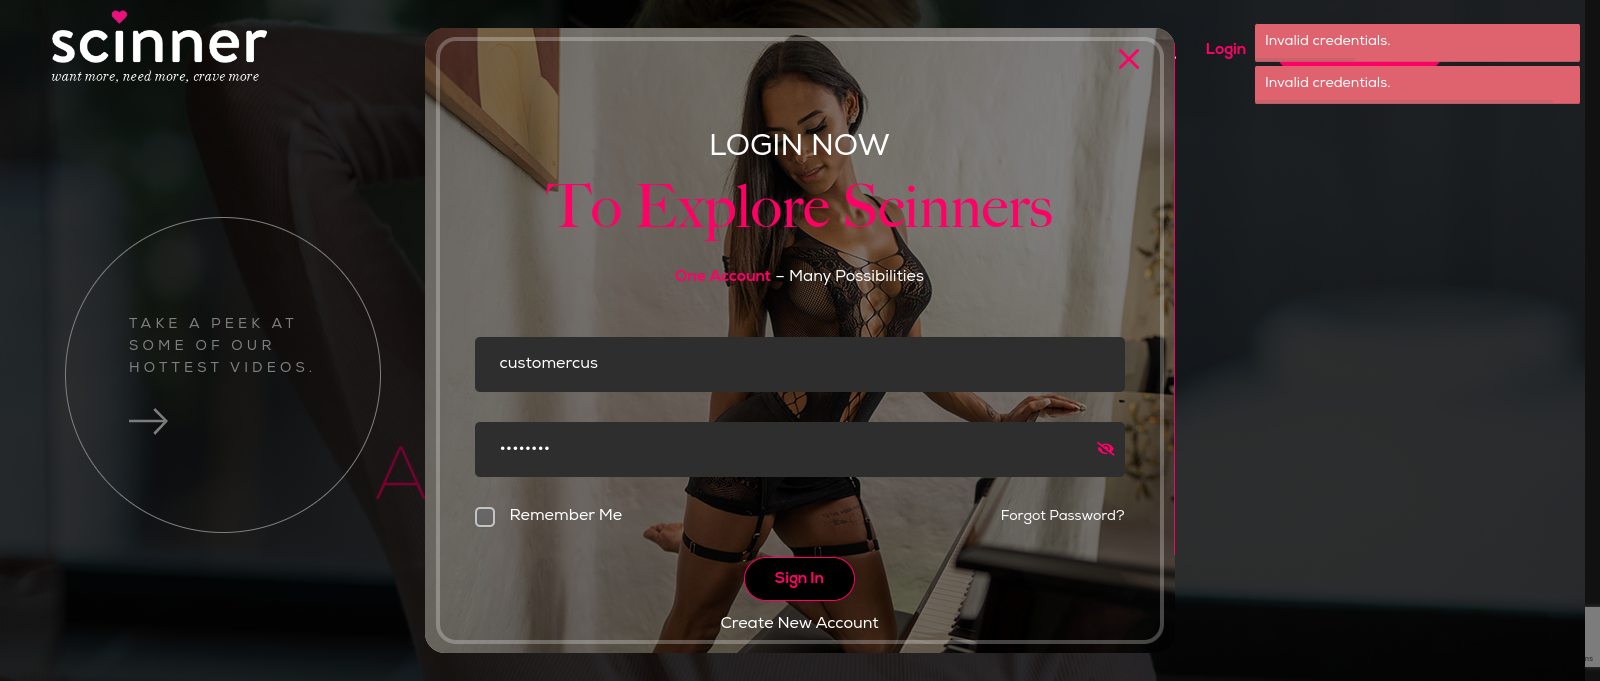 scinner
want more, need more, crave more
Login
Invalid credentials.
Invalid credentials.
LOGIN NOW
To Explore Scinners
One Account – Many Possibilities
TAKE A PEEK AT
SOME OF OUR
HOTTEST VIDEOS.
A
customercus
Remember Me
Forgot Password?
Sign In
Create New Account